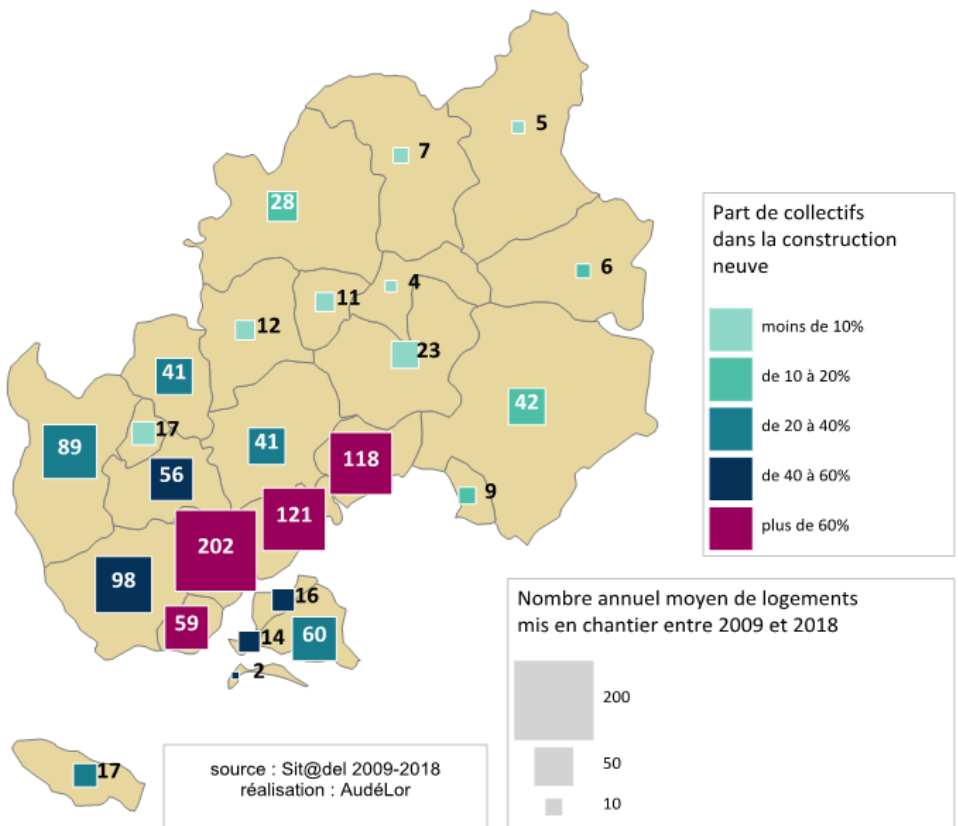 5
7
28
6
4
11
12
23
41
42
17
89
41
118
56
9
121
202
98
16
59
14
60
2
17
Part de collectifs
dans la construction
neuve
moins de 10%
de 10 à 20%
de 20 à 40%
de 40 à 60%
plus de 60%
Nombre annuel moyen de logements
mis en chantier entre 2009 et 2018
200
50
10
source : Sit@del 2009-2018
réalisation : AudéLor